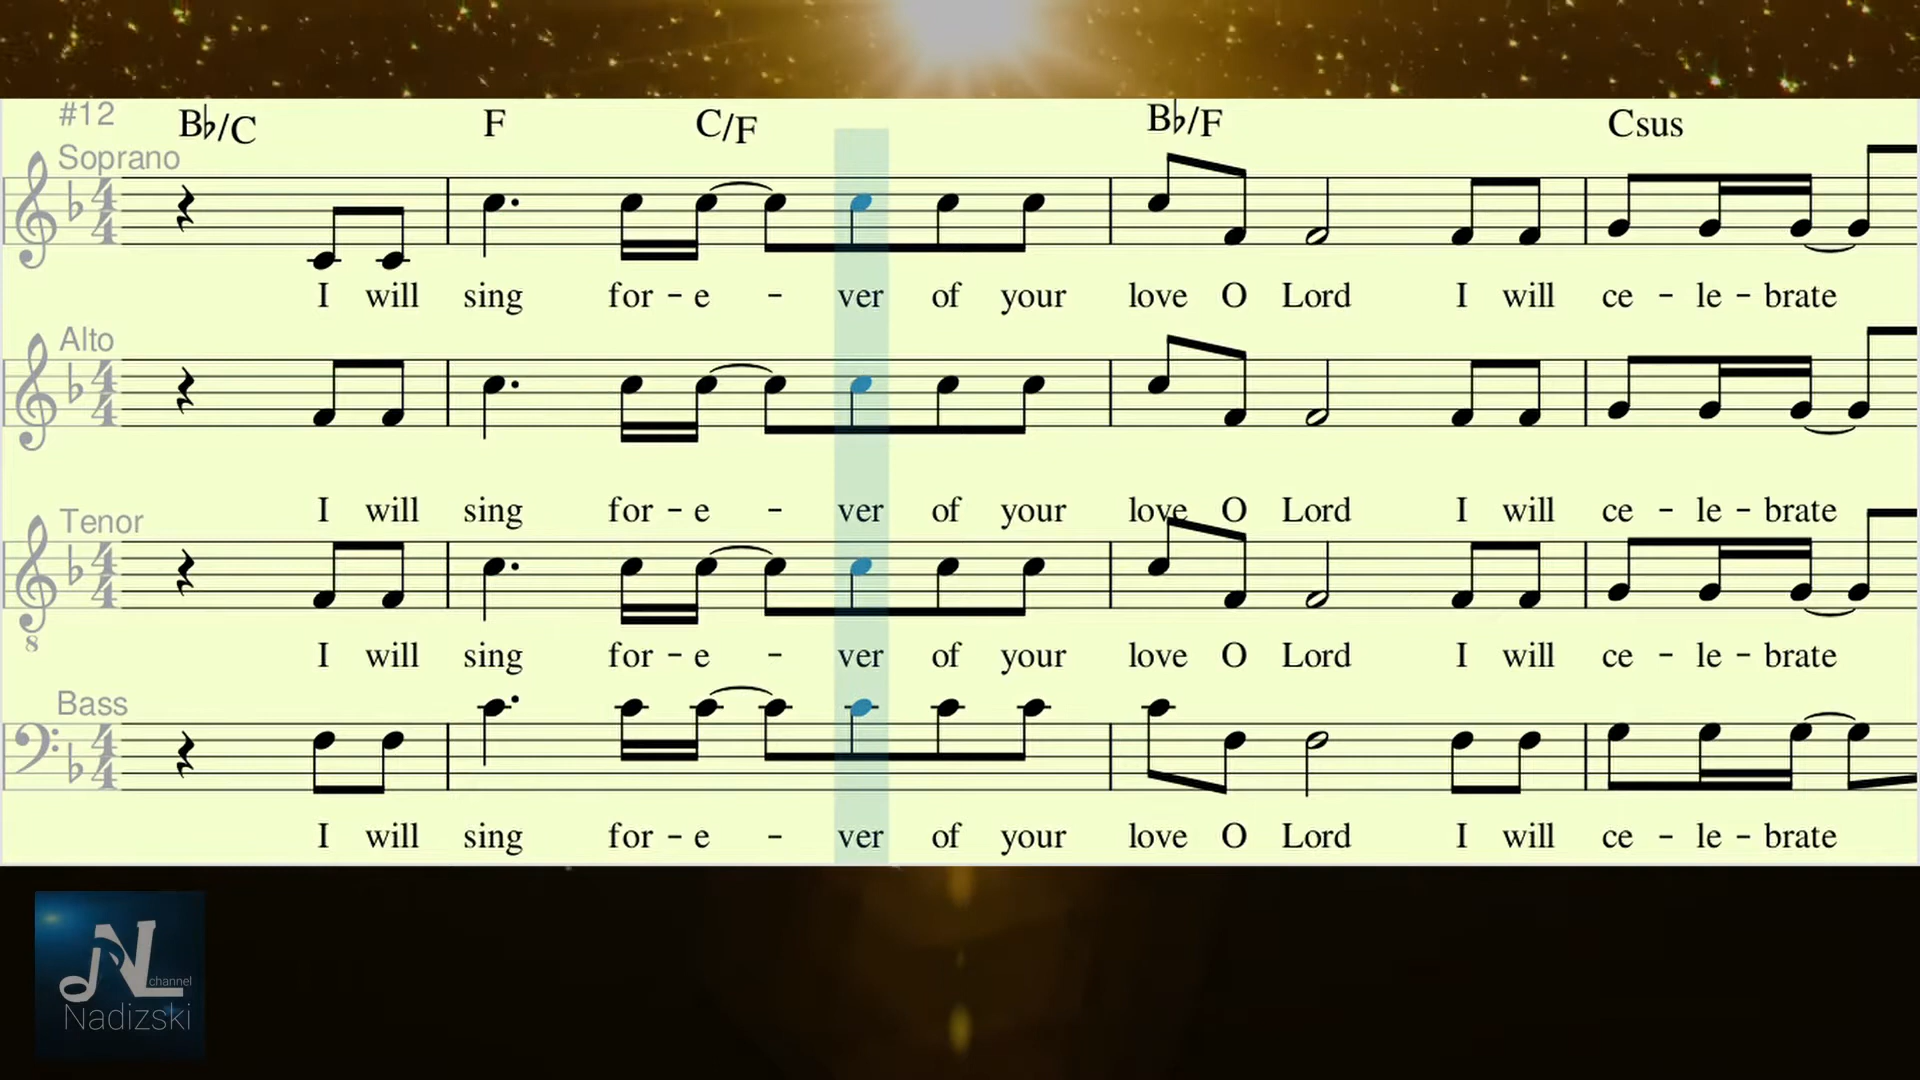 #12
B♭/C F C/F B♭/F Csus
Soprano
I will sing for - e - ver of your love O Lord I will ce - le - brate
Alto
I will sing for - e - ver of your love O Lord I will ce - le - brate
Tenor
8
I will sing for - e - ver of your love O Lord I will ce - le - brate
Bass
I will sing for - e - ver of your love O Lord I will ce - le - brate
NL
channel
Nadizski